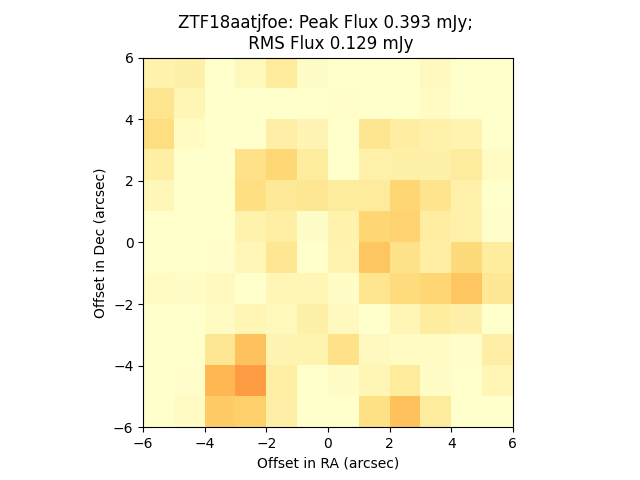 ZTF18aatjfoe: Peak Flux 0.393 mJy;
RMS Flux 0.129 mJy
6
4
2
0
−2
−4
−6
Offset in Dec (arcsec)
−6 −4 −2 0 2 4 6
Offset in RA (arcsec)